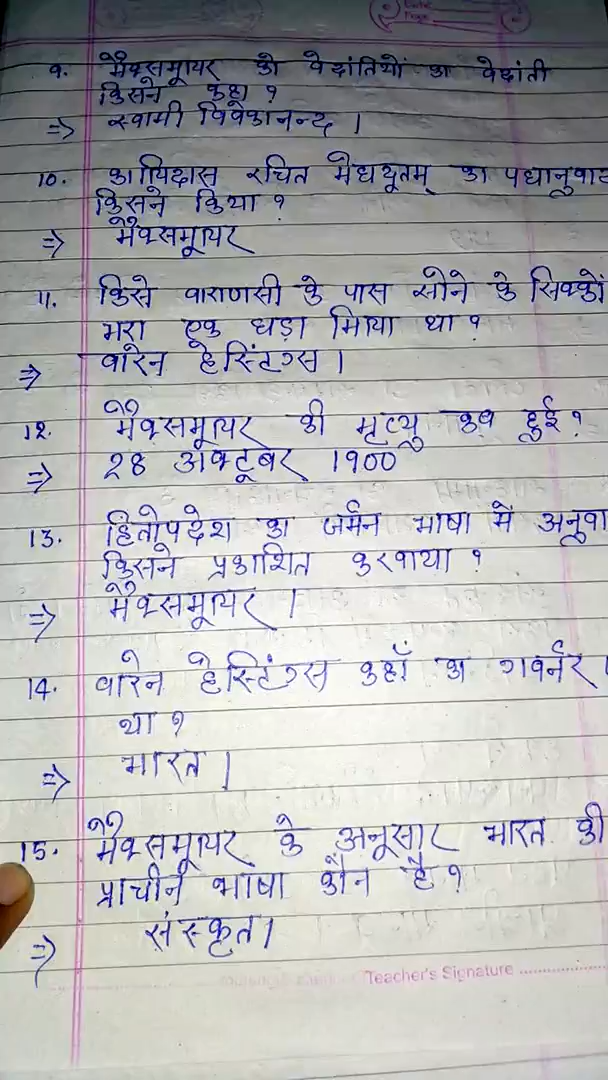 Page
९. मैक्समूलर को वेदांतियों का वेदांती
किसने कहा ?
=> स्वामी विवेकानन्द ।
10. कालिदास रचित मेघदूतम् का पद्यानुवाद
किसने किया ?
=> मैक्समूलर
11. किसे वाराणसी के पास सोने के सिक्कों
भरा एक घड़ा मिला था ?
=> वारेन हेस्टिंग्स ।
12. मैक्समूलर की मृत्यु कब हुई ?
=> 28 अक्टूबर 1900
13. हितोपदेश का जर्मन भाषा में अनुवा
किसने प्रकाशित करवाया ?
=> मैक्समूलर ।
14. वारेन हेस्टिंग्स कहाँ का गवर्नर
था ?
=> भारत ।
15. मैक्समूलर के अनुसार भारत की
प्राचीन भाषा कौन है ?
=> संस्कृत।
Teacher's Signature